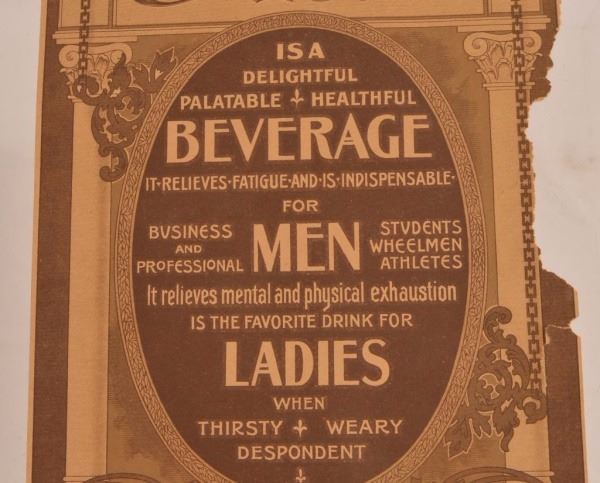 IS A
DELIGHTFUL
PALATABLE HEALTHFUL
BEVERAGE
IT·RELIEVES·FATIGUE·AND·IS·INDISPENSABLE·
FOR
BUSINESS AND PROFESSIONAL
MEN
STUDENTS WHEELMEN ATHLETES
It relieves mental and physical exhaustion
IS THE FAVORITE DRINK FOR
LADIES
WHEN
THIRSTY WEARY
DESPONDENT